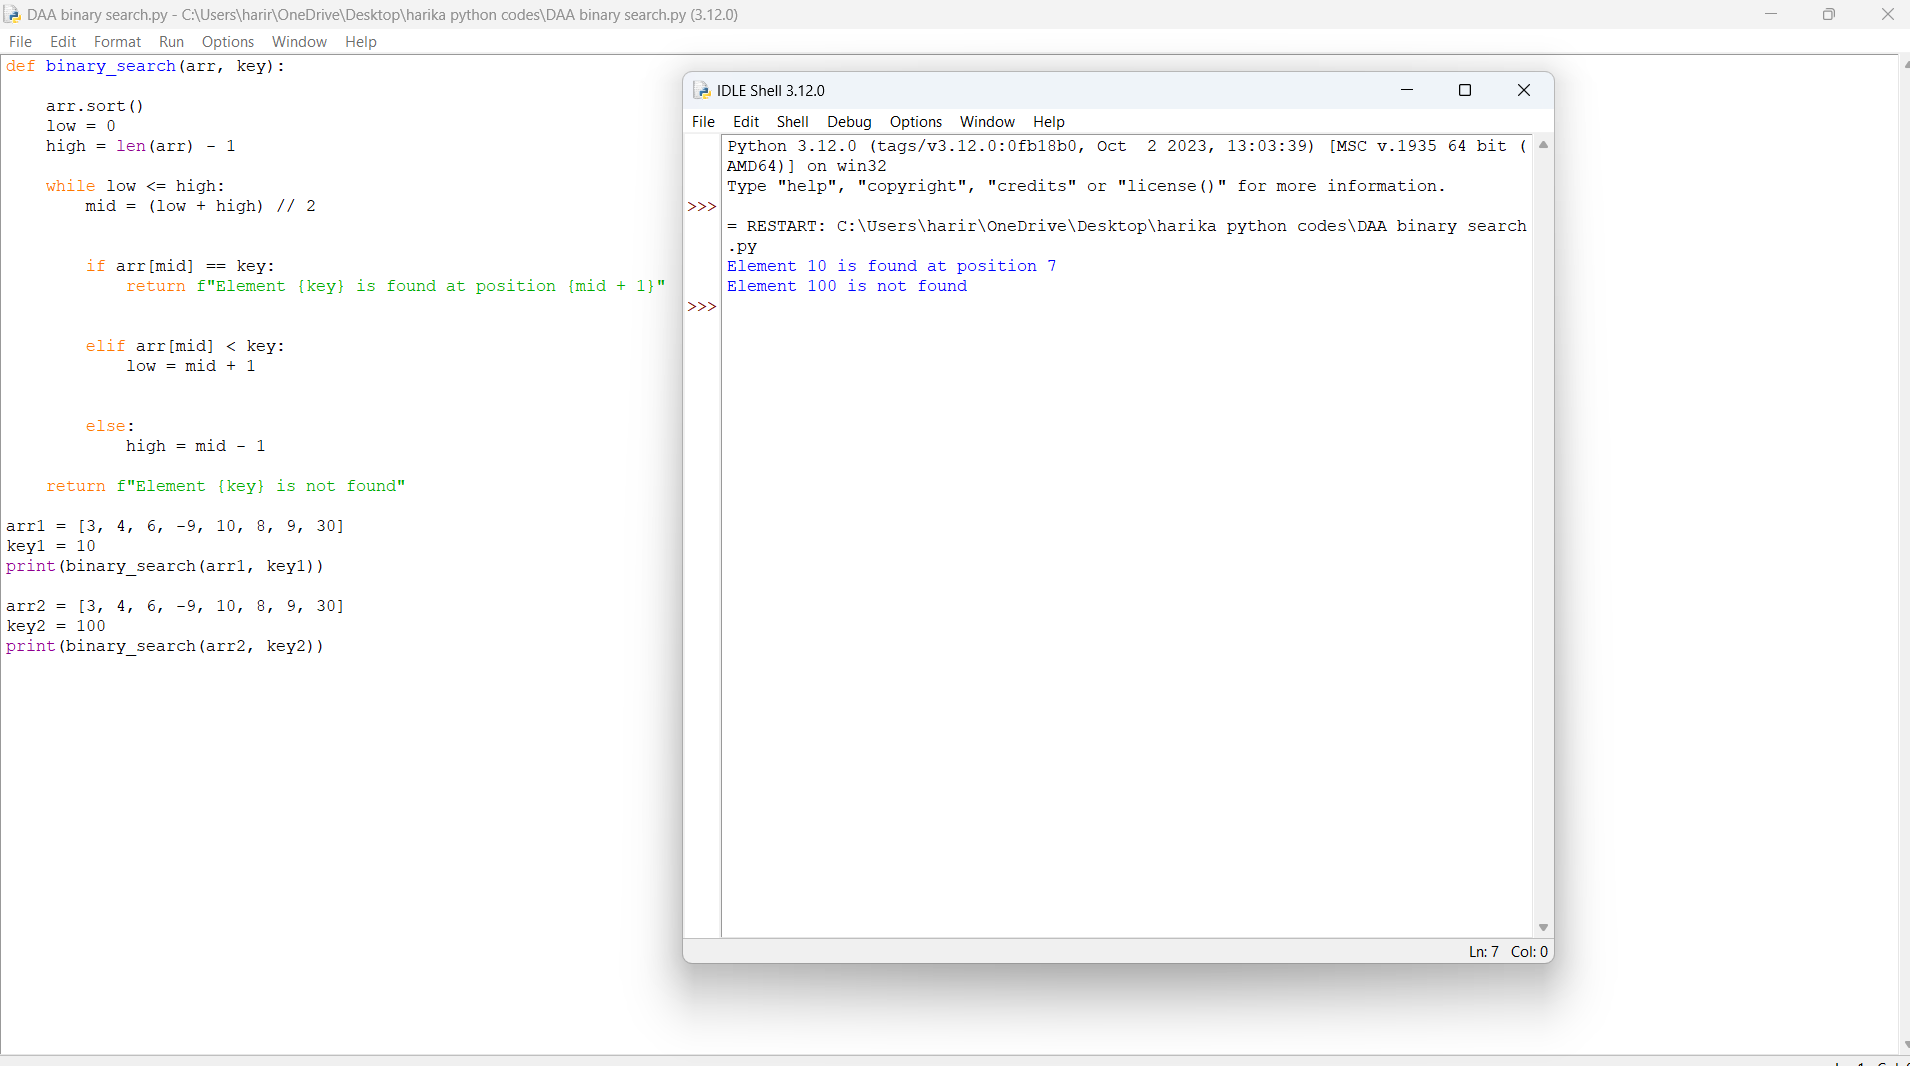 DAA binary search.py - C:\Users\harir\OneDrive\Desktop\harika python codes\DAA binary search.py (3.12.0)
File Edit Format Run Options Window Help
def binary_search(arr, key):
    arr.sort()
    low = 0
    high = len(arr) - 1
    while low <= high:
        mid = (low + high) // 2
        if arr[mid] == key:
            return f"Element {key} is found at position {mid + 1}"
        elif arr[mid] < key:
            low = mid + 1
        else:
            high = mid - 1
    return f"Element {key} is not found"
arr1 = [3, 4, 6, -9, 10, 8, 9, 30]
key1 = 10
print(binary_search(arr1, key1))
arr2 = [3, 4, 6, -9, 10, 8, 9, 30]
key2 = 100
print(binary_search(arr2, key2))
IDLE Shell 3.12.0
File Edit Shell Debug Options Window Help
Python 3.12.0 (tags/v3.12.0:0fb18b0, Oct  2 2023, 13:03:39) [MSC v.1935 64 bit (
AMD64)] on win32
Type "help", "copyright", "credits" or "license()" for more information.
>>>
= RESTART: C:\Users\harir\OneDrive\Desktop\harika python codes\DAA binary search
.py
Element 10 is found at position 7
Element 100 is not found
>>>
Ln: 7 Col: 0